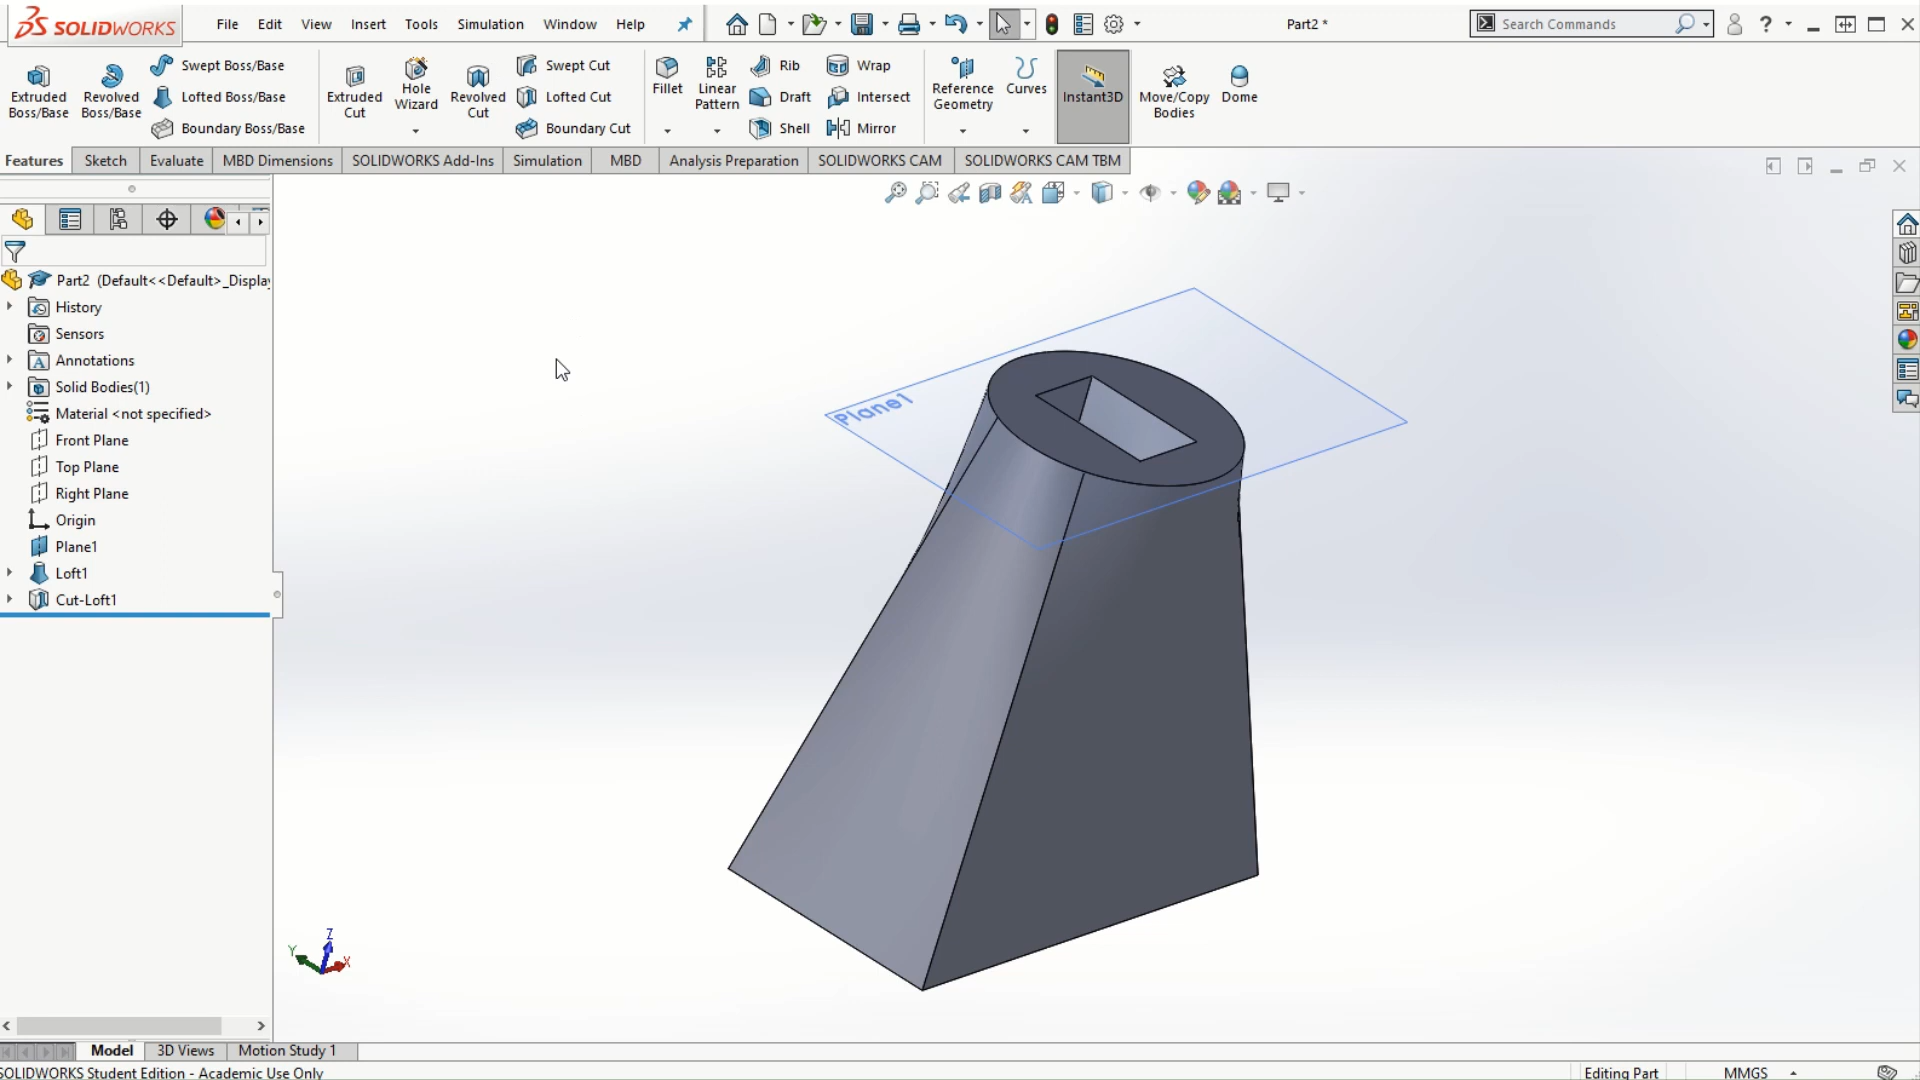 SOLIDWORKS File Edit View Insert Tools Simulation Window Help Part2 * Search Commands ?
Extruded Boss/Base
Revolved Boss/Base
Swept Boss/Base
Lofted Boss/Base
Boundary Boss/Base
Extruded Cut
Hole Wizard
Revolved Cut
Swept Cut
Lofted Cut
Boundary Cut
Fillet
Linear Pattern
Rib
Draft
Shell
Wrap
Intersect
Mirror
Reference Geometry
Curves
Instant3D
Move/Copy Bodies
Dome
Features Sketch Evaluate MBD Dimensions SOLIDWORKS Add-Ins Simulation MBD Analysis Preparation SOLIDWORKS CAM SOLIDWORKS CAM TBM
Part2 (Default<<Default>_Display
History
Sensors
A Annotations
Solid Bodies(1)
Material <not specified>
Front Plane
Top Plane
Right Plane
Origin
Plane1
Loft1
Cut-Loft1
Plane1
Z
Y
X
Model 3D Views Motion Study 1
SOLIDWORKS Student Edition - Academic Use Only Editing Part MMGS